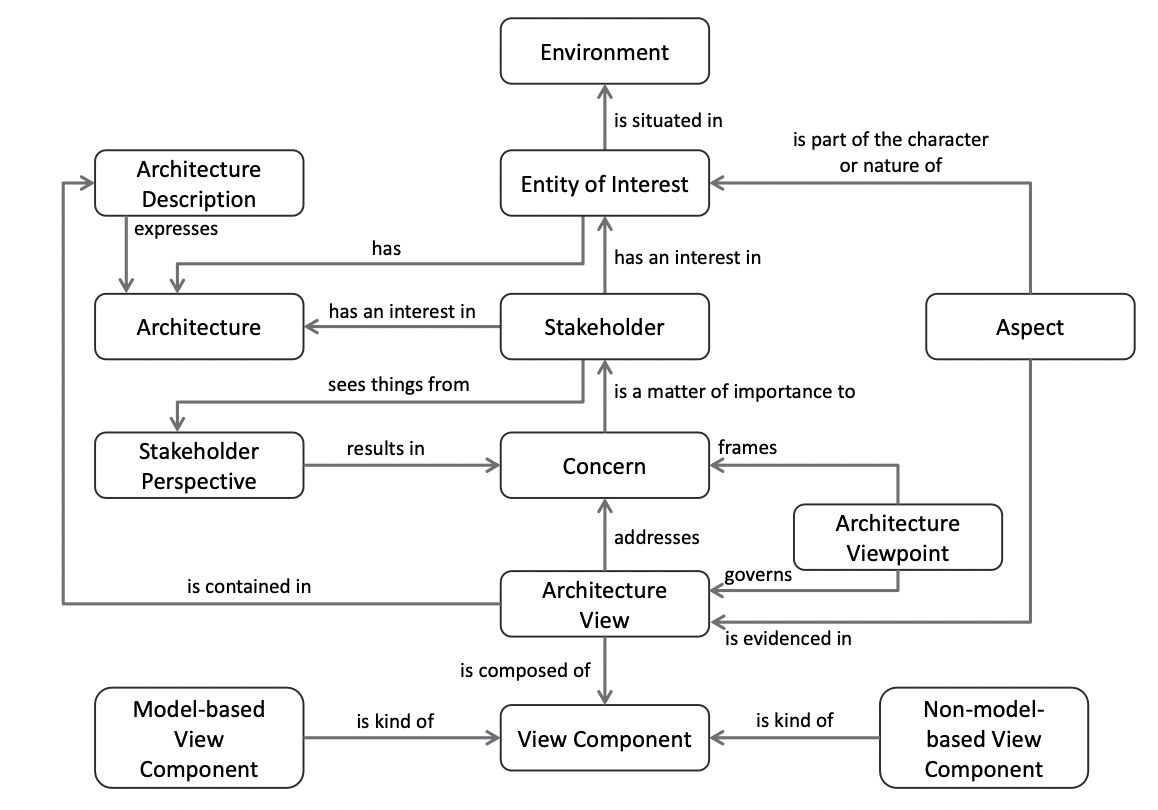 Environment
is situated in
is part of the character
or nature of
Architecture
Description
Entity of Interest
expresses
has
has an interest in
Architecture
has an interest in
Stakeholder
Aspect
sees things from
is a matter of importance to
Stakeholder
Perspective
results in
Concern
frames
Architecture
Viewpoint
addresses
governs
is contained in
Architecture
View
is evidenced in
is composed of
Model-based
View
Component
is kind of
View Component
is kind of
Non-model-
based View
Component